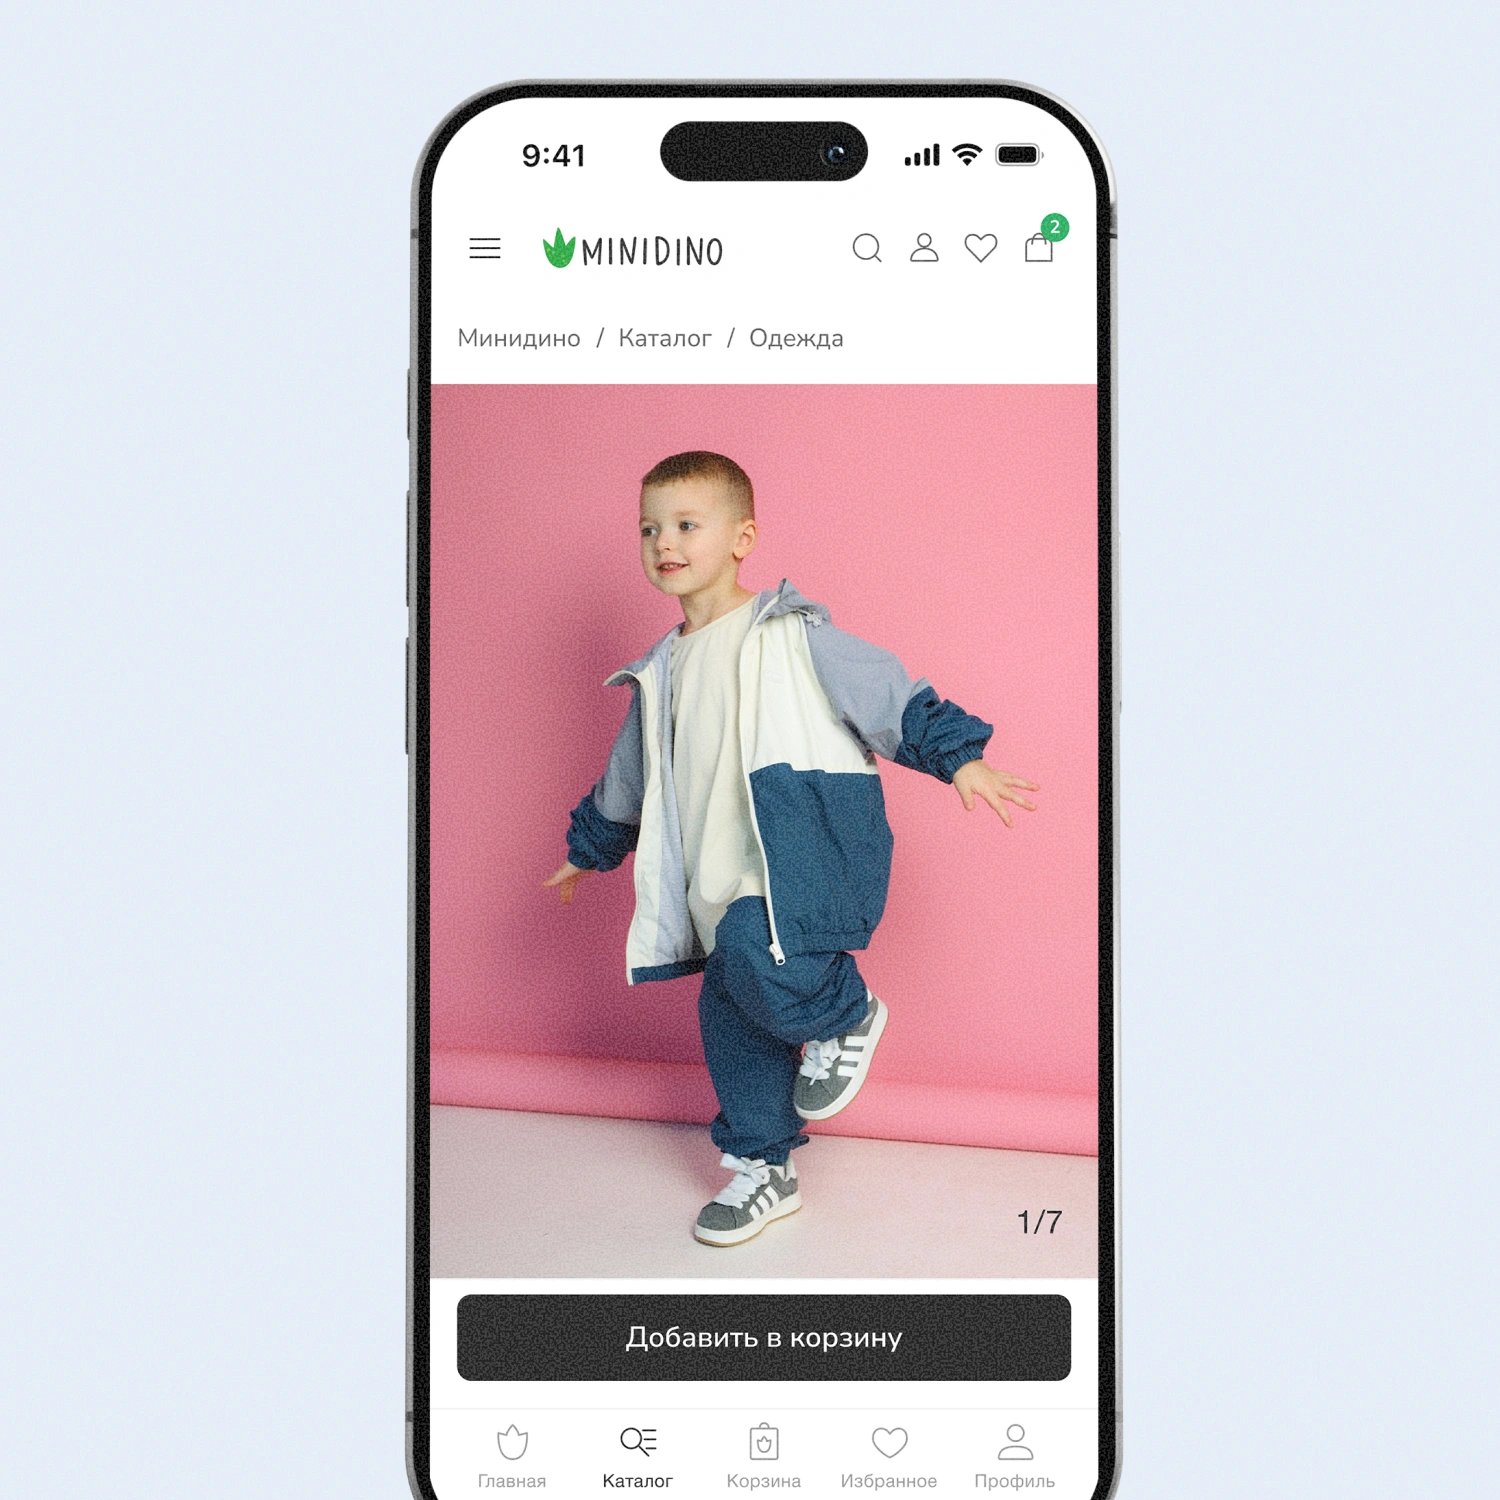 9:41
MINIDINO
2
Минидино / Каталог / Одежда
1/7
Добавить в корзину
Главная Каталог Корзина Избранное Профиль